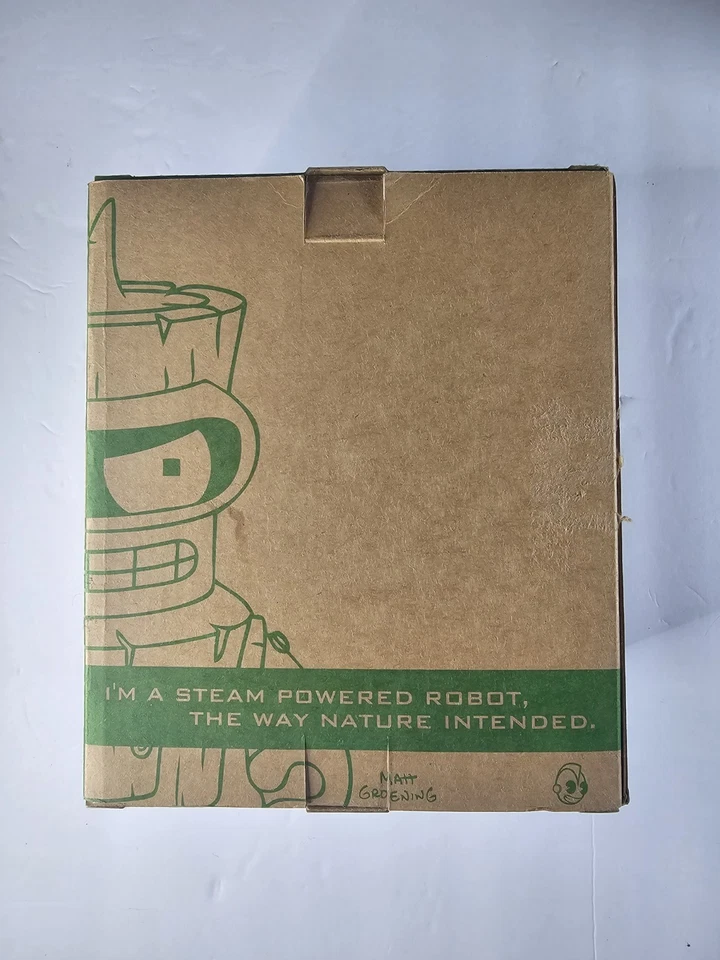 I'M A STEAM POWERED ROBOT,
THE WAY NATURE INTENDED.
MATT
GROENING